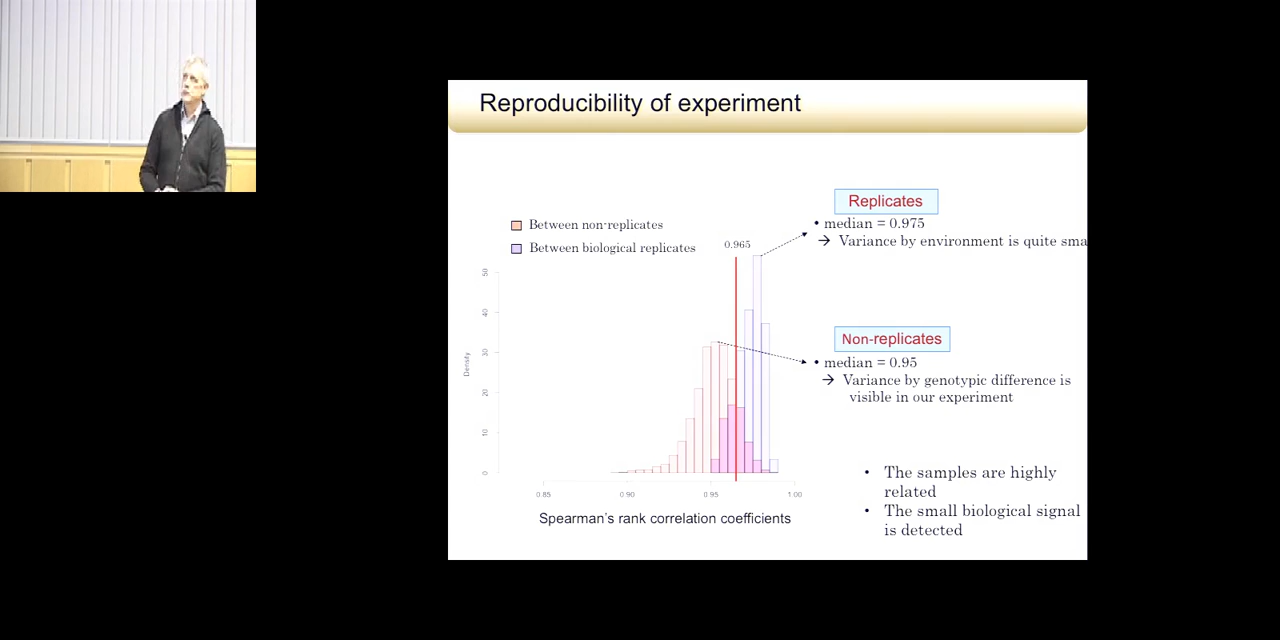 Reproducibility of experiment
Replicates
• median = 0.975
→ Variance by environment is quite sma
Between non-replicates
Between biological replicates
0.965
Non-replicates
• median = 0.95
→ Variance by genotypic difference is
visible in our experiment
Density
50
40
30
20
10
0
0.85 0.90 0.95 1.00
Spearman's rank correlation coefficients
• The samples are highly
related
• The small biological signal
is detected